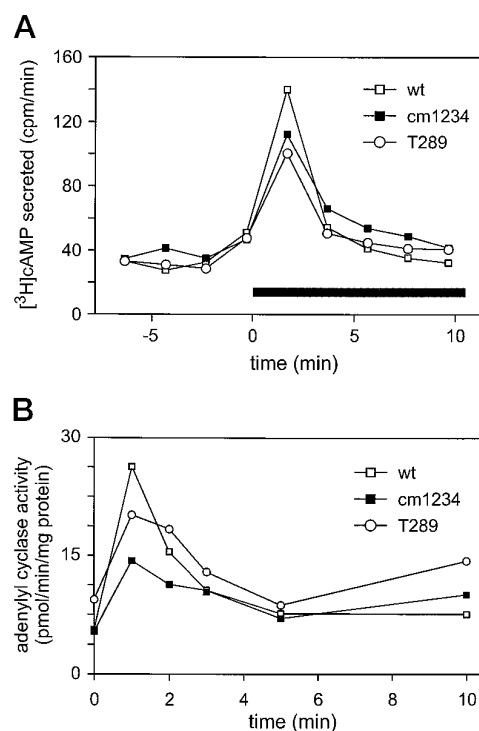 A
[³H]cAMP secreted (cpm/min)
160
120
80
40
0
wt
cm1234
T289
-5
0
5
10
time (min)
B
adenylyl cyclase activity
(pmol/min/mg protein)
30
15
0
wt
cm1234
T289
0
2
4
6
8
10
time (min)